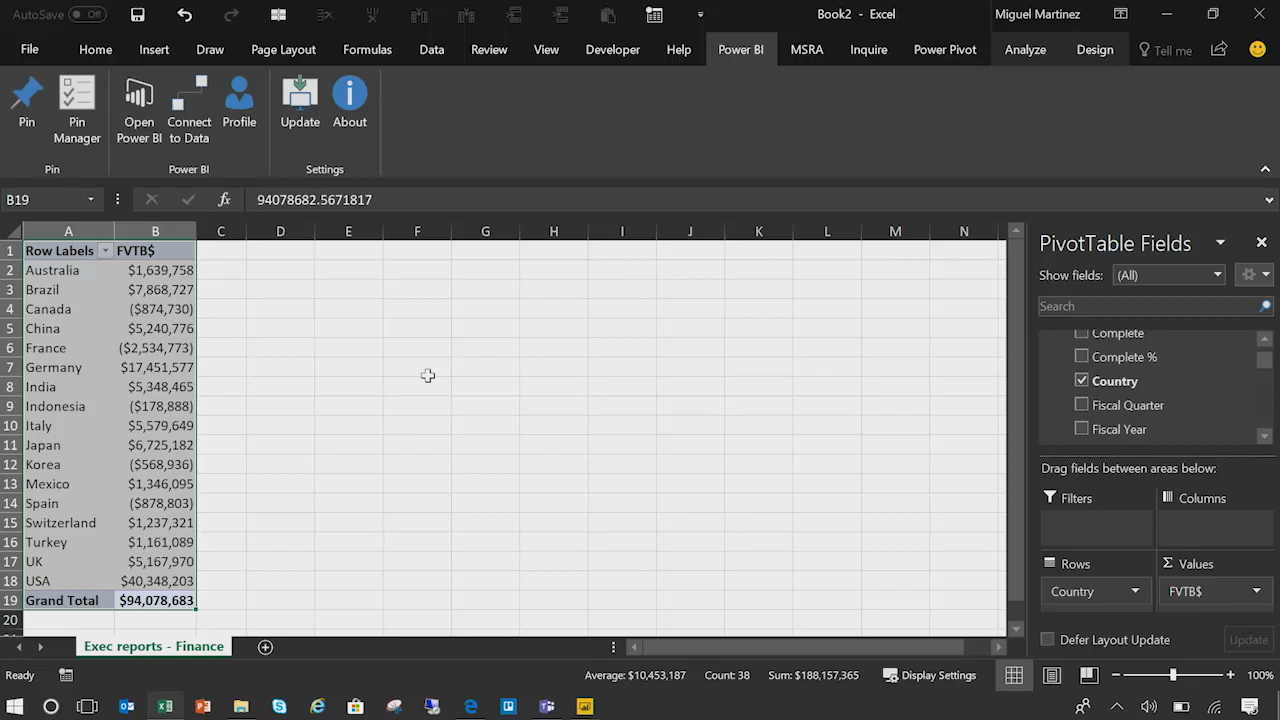 AutoSave Off Book2 - Excel Miguel Martinez
File Home Insert Draw Page Layout Formulas Data Review View Developer Help Power BI MSRA Inquire Power Pivot Analyze Design Tell me
Pin Pin Manager Open Power BI Connect to Data Profile Update About
Pin Power BI Settings
B19 fx 94078682.5671817
A B C D E F G H I J K L M N
1 Row Labels FVTB$
2 Australia $1,639,758
3 Brazil $7,868,727
4 Canada ($874,730)
5 China $5,240,776
6 France ($2,534,773)
7 Germany $17,451,577
8 India $5,348,465
9 Indonesia ($178,888)
10 Italy $5,579,649
11 Japan $6,725,182
12 Korea ($568,936)
13 Mexico $1,346,095
14 Spain ($878,803)
15 Switzerland $1,237,321
16 Turkey $1,161,089
17 UK $5,167,970
18 USA $40,348,203
19 Grand Total $94,078,683
20
PivotTable Fields
Show fields: (All)
Search
Complete
Complete %
Country
Fiscal Quarter
Fiscal Year
Drag fields between areas below:
Filters Columns
Rows Σ Values
Country FVTB$
Defer Layout Update Update
Exec reports - Finance
Ready Average: $10,453,187 Count: 38 Sum: $188,157,365 Display Settings 100%